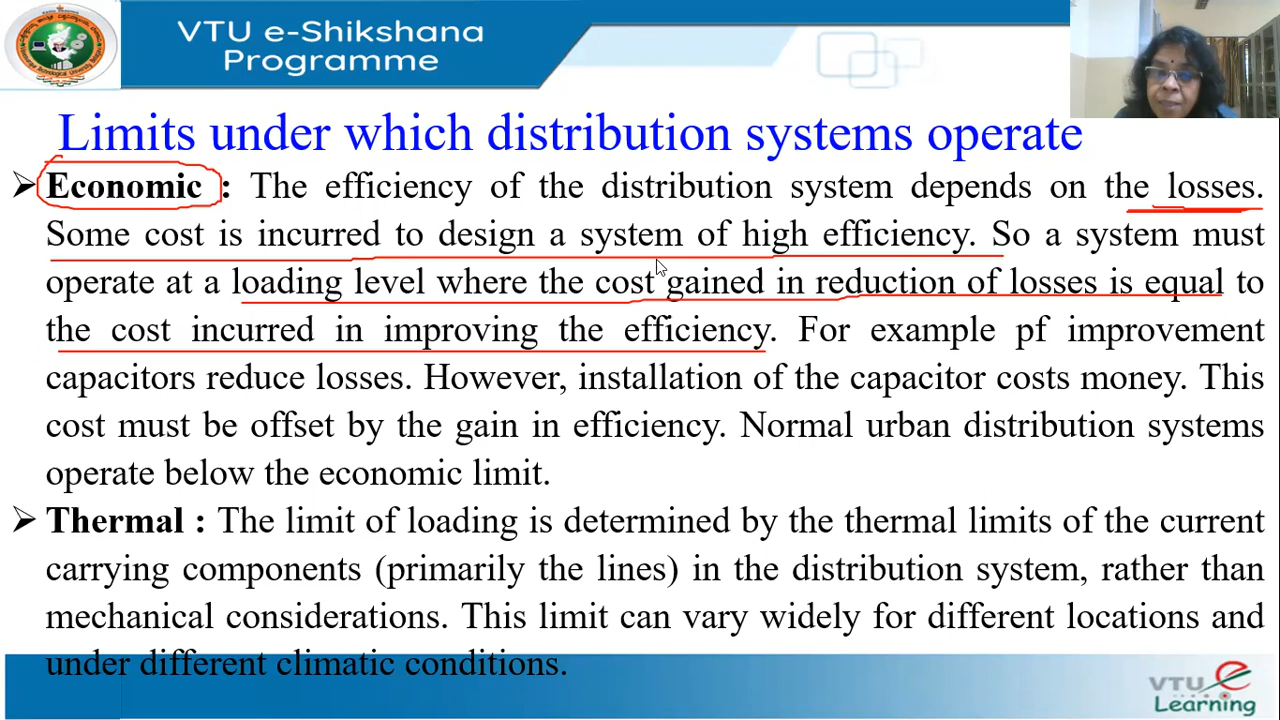 VTU e-Shikshana
Programme
Limits under which distribution systems operate
➢ Economic : The efficiency of the distribution system depends on the losses.
Some cost is incurred to design a system of high efficiency. So a system must
operate at a loading level where the cost gained in reduction of losses is equal to
the cost incurred in improving the efficiency. For example pf improvement
capacitors reduce losses. However, installation of the capacitor costs money. This
cost must be offset by the gain in efficiency. Normal urban distribution systems
operate below the economic limit.
➢ Thermal : The limit of loading is determined by the thermal limits of the current
carrying components (primarily the lines) in the distribution system, rather than
mechanical considerations. This limit can vary widely for different locations and
under different climatic conditions.
VTU e
Learning